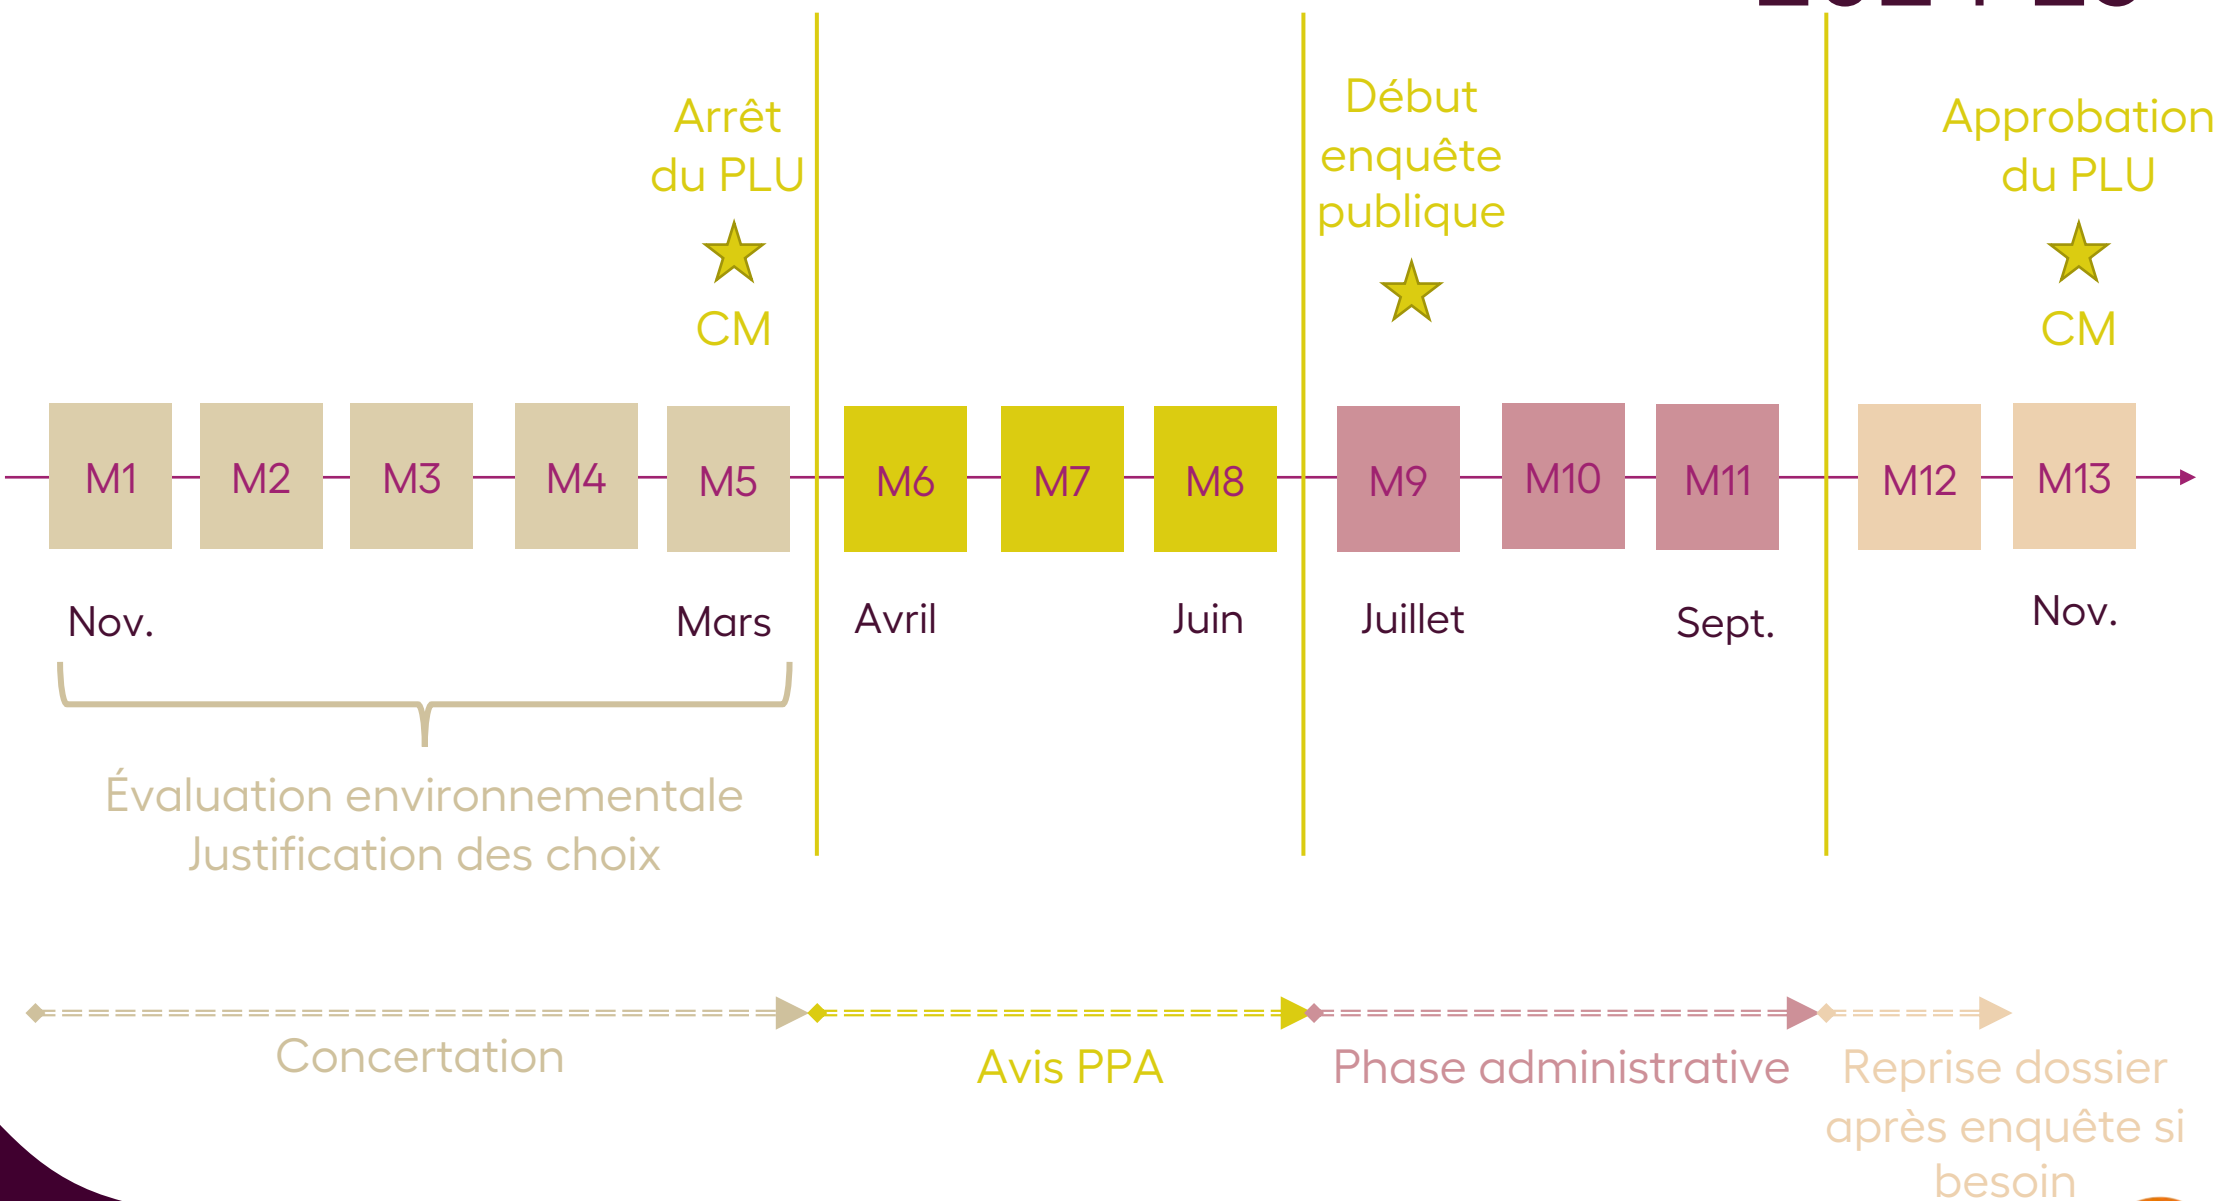 Arrêt
du PLU
CM
Début
enquête
publique
Approbation
du PLU
CM
M1
M2
M3
M4
M5
M6
M7
M8
M9
M10
M11
M12
M13
Nov.
Mars
Avril
Juin
Juillet
Sept.
Nov.
Évaluation environnementale
Justification des choix
Concertation
Avis PPA
Phase administrative
Reprise dossier
après enquête si
besoin